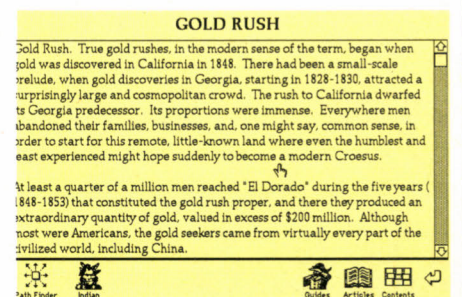 GOLD RUSH
Gold Rush. True gold rushes, in the modern sense of the term, began when
gold was discovered in California in 1848. There had been a small-scale
prelude, when gold discoveries in Georgia, starting in 1828-1830, attracted a
surprisingly large and cosmopolitan crowd. The rush to California dwarfed
its Georgia predecessor. Its proportions were immense. Everywhere men
abandoned their families, businesses, and, one might say, common sense, in
order to start for this remote, little-known land where even the humblest and
least experienced might hope suddenly to become a modern Croesus.
At least a quarter of a million men reached "El Dorado" during the five years (
1848-1853) that constituted the gold rush proper, and there they produced an
extraordinary quantity of gold, valued in excess of $200 million. Although
most were Americans, the gold seekers came from virtually every part of the
civilized world, including China.
Path Finder Indian Guides Articles Contents